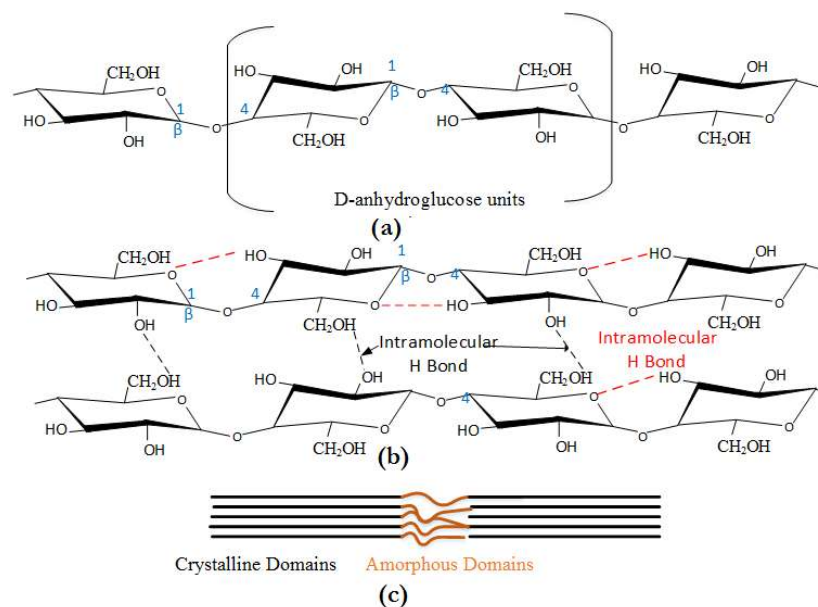 CH₂OH
O
1
β
HO
OH
O
4
HO
OH
1
β
CH₂OH
O
O
4
CH₂OH
O
HO
OH
O
HO
OH
CH₂OH
O
D-anhydroglucose units
(a)
CH₂OH
O
1
β
HO
OH
O
4
HO
OH
1
β
CH₂OH
O
O
4
CH₂OH
O
HO
OH
O
HO
OH
CH₂OH
O
Intramolecular
H Bond
Intramolecular
H Bond
CH₂OH
O
HO
OH
O
HO
OH
CH₂OH
O
O
4
CH₂OH
O
HO
OH
O
HO
OH
CH₂OH
O
(b)
Crystalline Domains Amorphous Domains
(c)